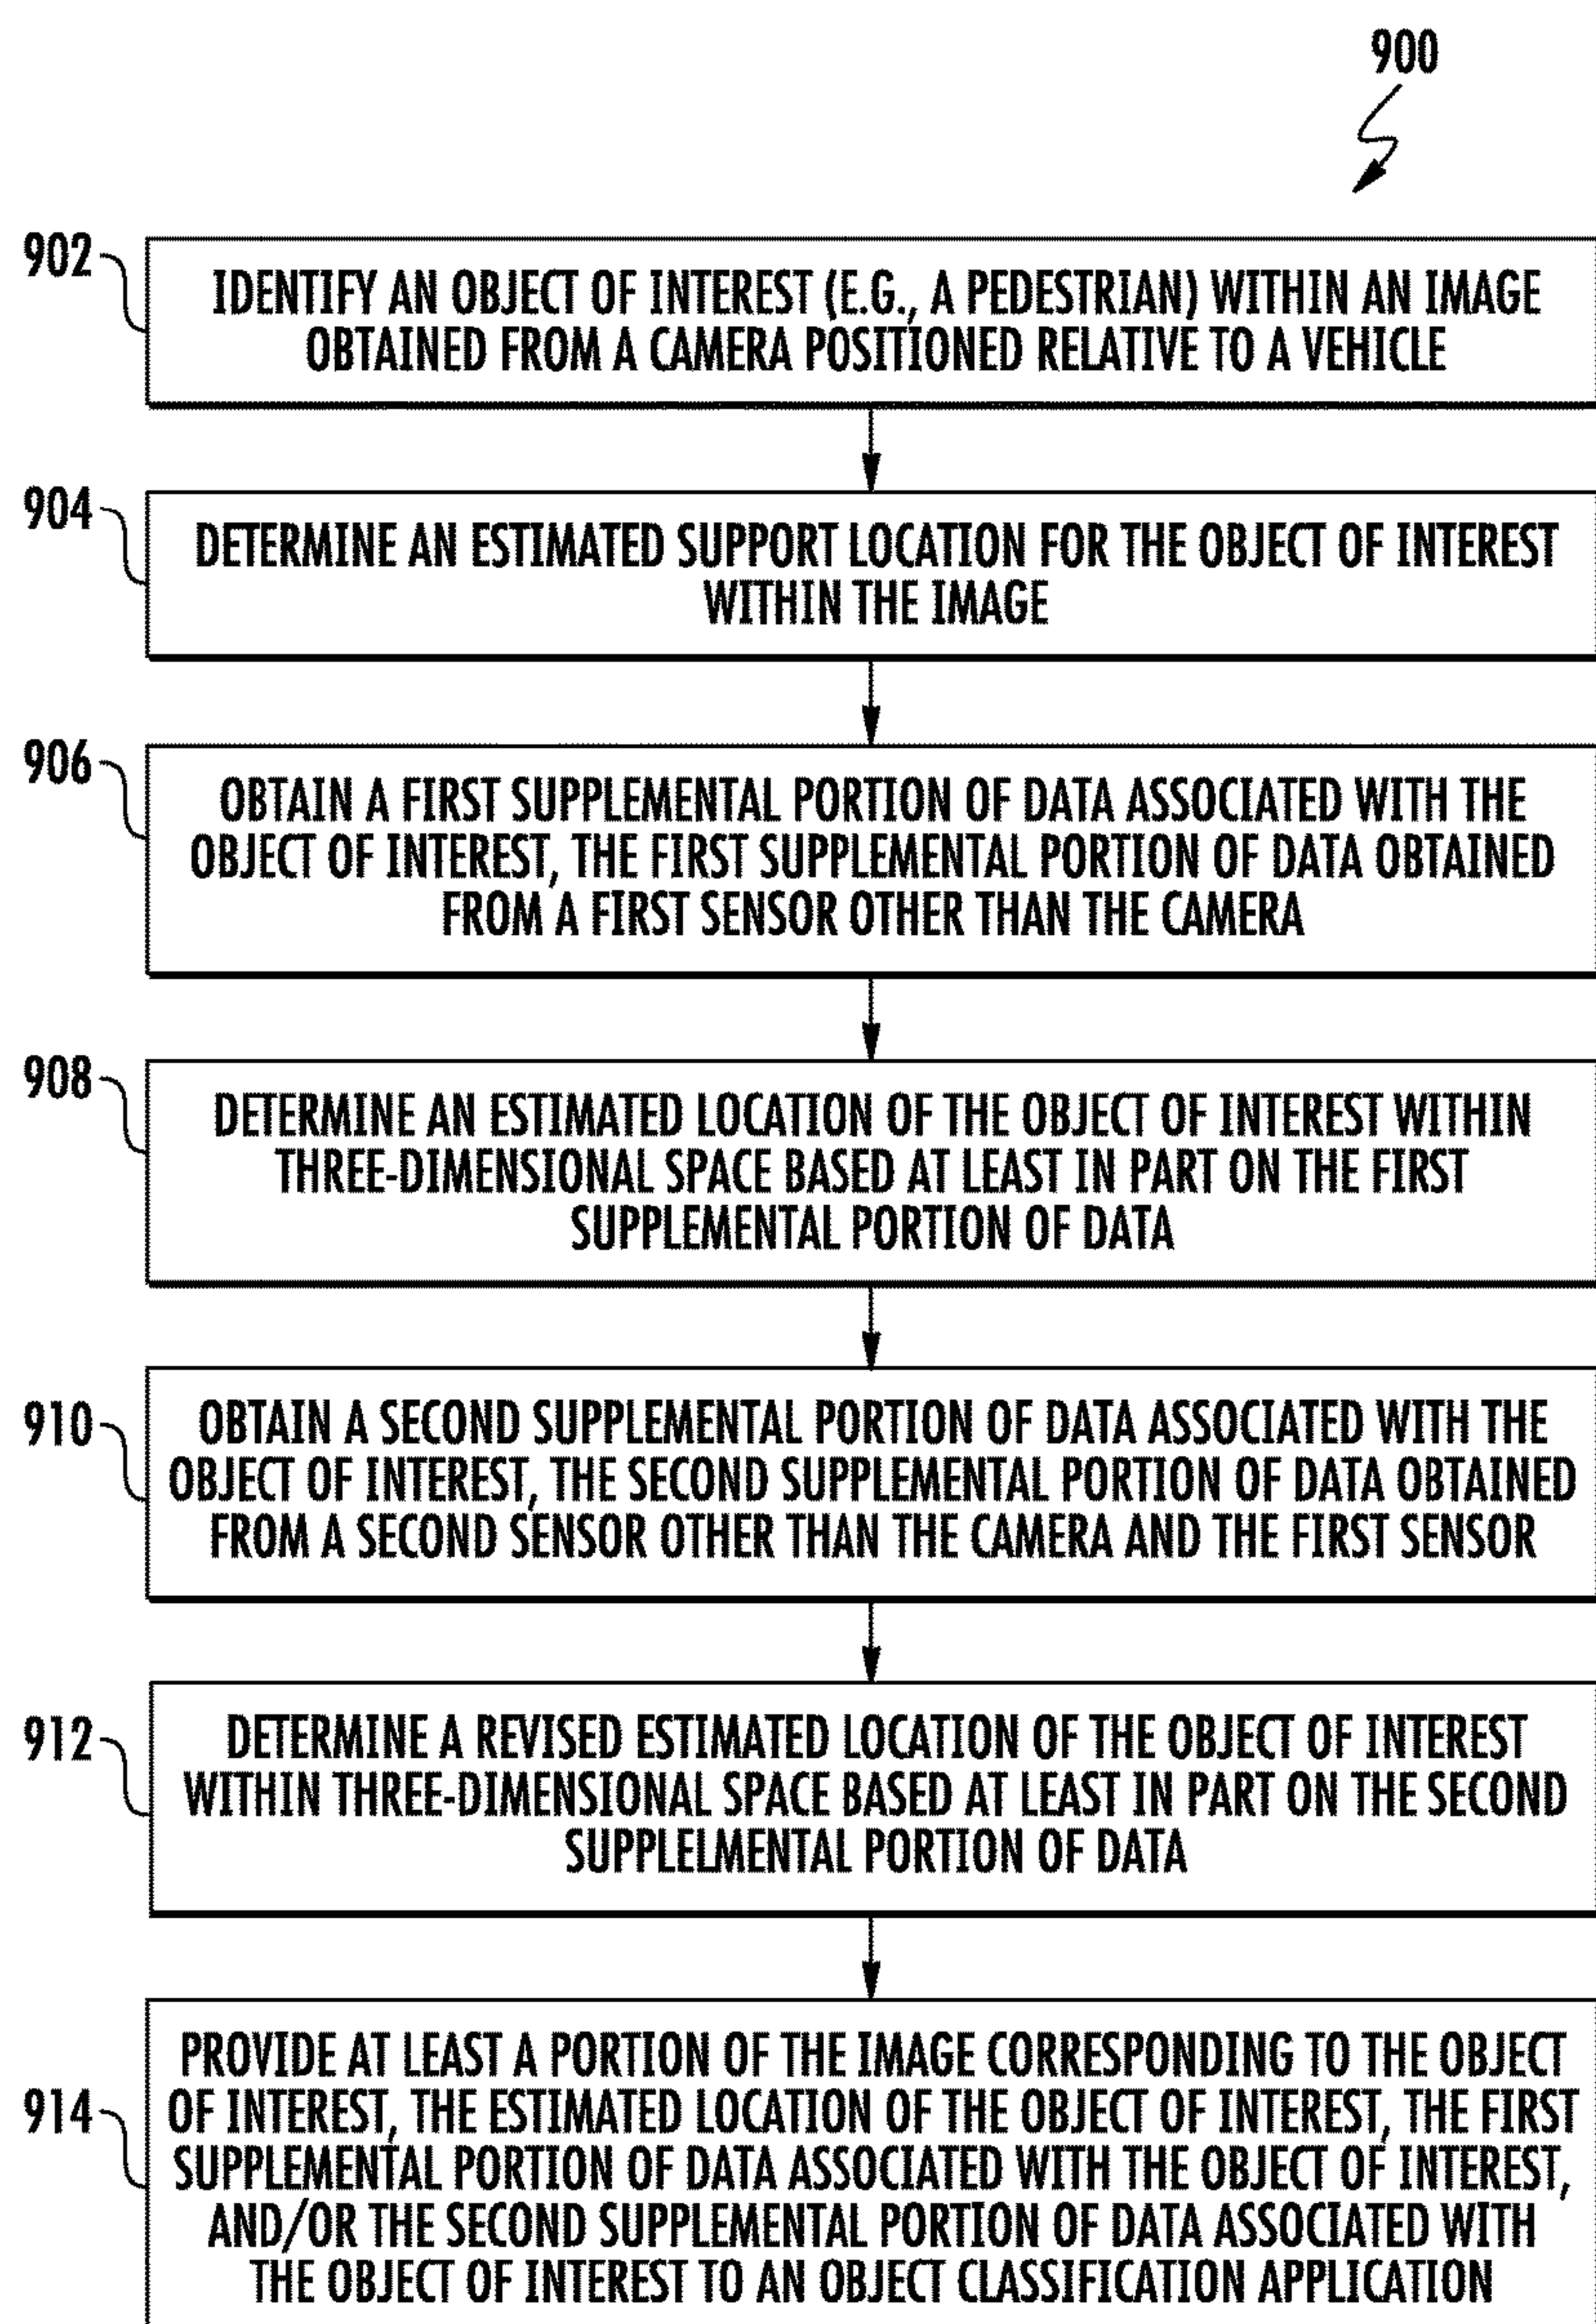 900
902
IDENTIFY AN OBJECT OF INTEREST (E.G., A PEDESTRIAN) WITHIN AN IMAGE
OBTAINED FROM A CAMERA POSITIONED RELATIVE TO A VEHICLE
904
DETERMINE AN ESTIMATED SUPPORT LOCATION FOR THE OBJECT OF INTEREST
WITHIN THE IMAGE
906
OBTAIN A FIRST SUPPLEMENTAL PORTION OF DATA ASSOCIATED WITH THE
OBJECT OF INTEREST, THE FIRST SUPPLEMENTAL PORTION OF DATA OBTAINED
FROM A FIRST SENSOR OTHER THAN THE CAMERA
908
DETERMINE AN ESTIMATED LOCATION OF THE OBJECT OF INTEREST WITHIN
THREE-DIMENSIONAL SPACE BASED AT LEAST IN PART ON THE FIRST
SUPPLEMENTAL PORTION OF DATA
910
OBTAIN A SECOND SUPPLEMENTAL PORTION OF DATA ASSOCIATED WITH THE
OBJECT OF INTEREST, THE SECOND SUPPLEMENTAL PORTION OF DATA OBTAINED
FROM A SECOND SENSOR OTHER THAN THE CAMERA AND THE FIRST SENSOR
912
DETERMINE A REVISED ESTIMATED LOCATION OF THE OBJECT OF INTEREST
WITHIN THREE-DIMENSIONAL SPACE BASED AT LEAST IN PART ON THE SECOND
SUPPLELMENTAL PORTION OF DATA
914
PROVIDE AT LEAST A PORTION OF THE IMAGE CORRESPONDING TO THE OBJECT
OF INTEREST, THE ESTIMATED LOCATION OF THE OBJECT OF INTEREST, THE FIRST
SUPPLEMENTAL PORTION OF DATA ASSOCIATED WITH THE OBJECT OF INTEREST,
AND/OR THE SECOND SUPPLEMENTAL PORTION OF DATA ASSOCIATED WITH
THE OBJECT OF INTEREST TO AN OBJECT CLASSIFICATION APPLICATION